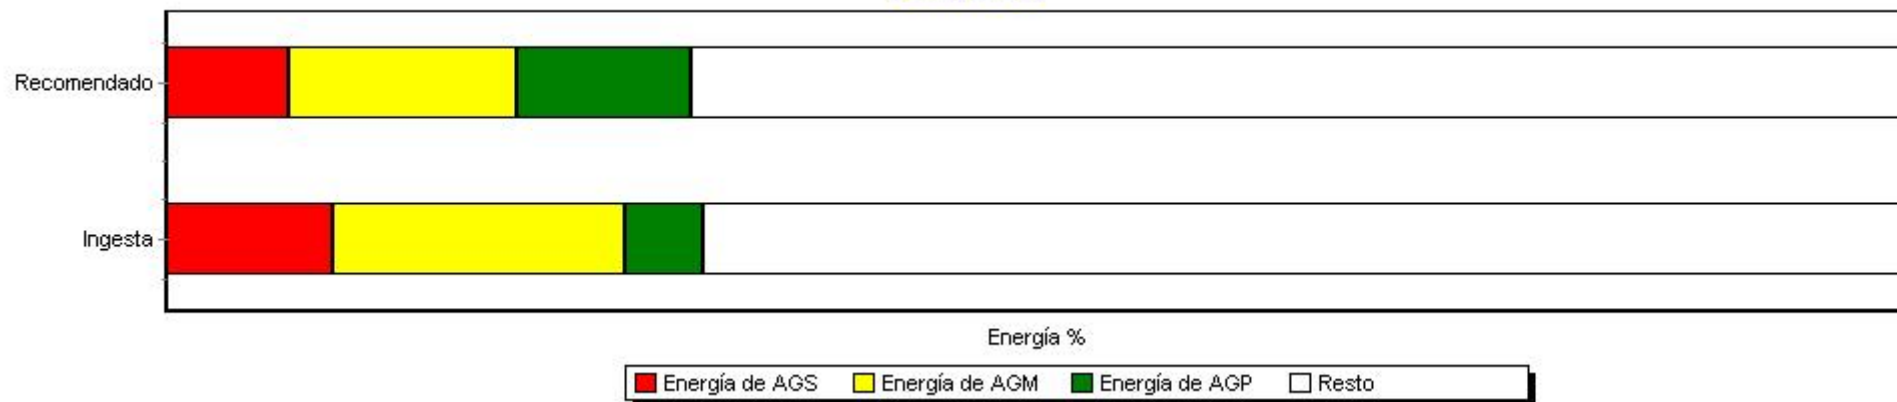 Recomendado
Ingesta
Energía %
Energía de AGS Energía de AGM Energía de AGP Resto